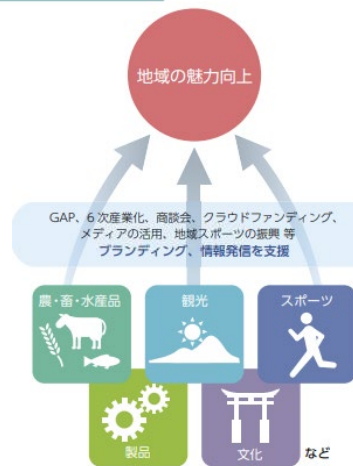 地域の魅力向上
GAP、6次産業化、商談会、クラウドファンディング、
メディアの活用、地域スポーツの振興 等
ブランディング、情報発信を支援
農・畜・水産品
観光
スポーツ
製品
文化
など